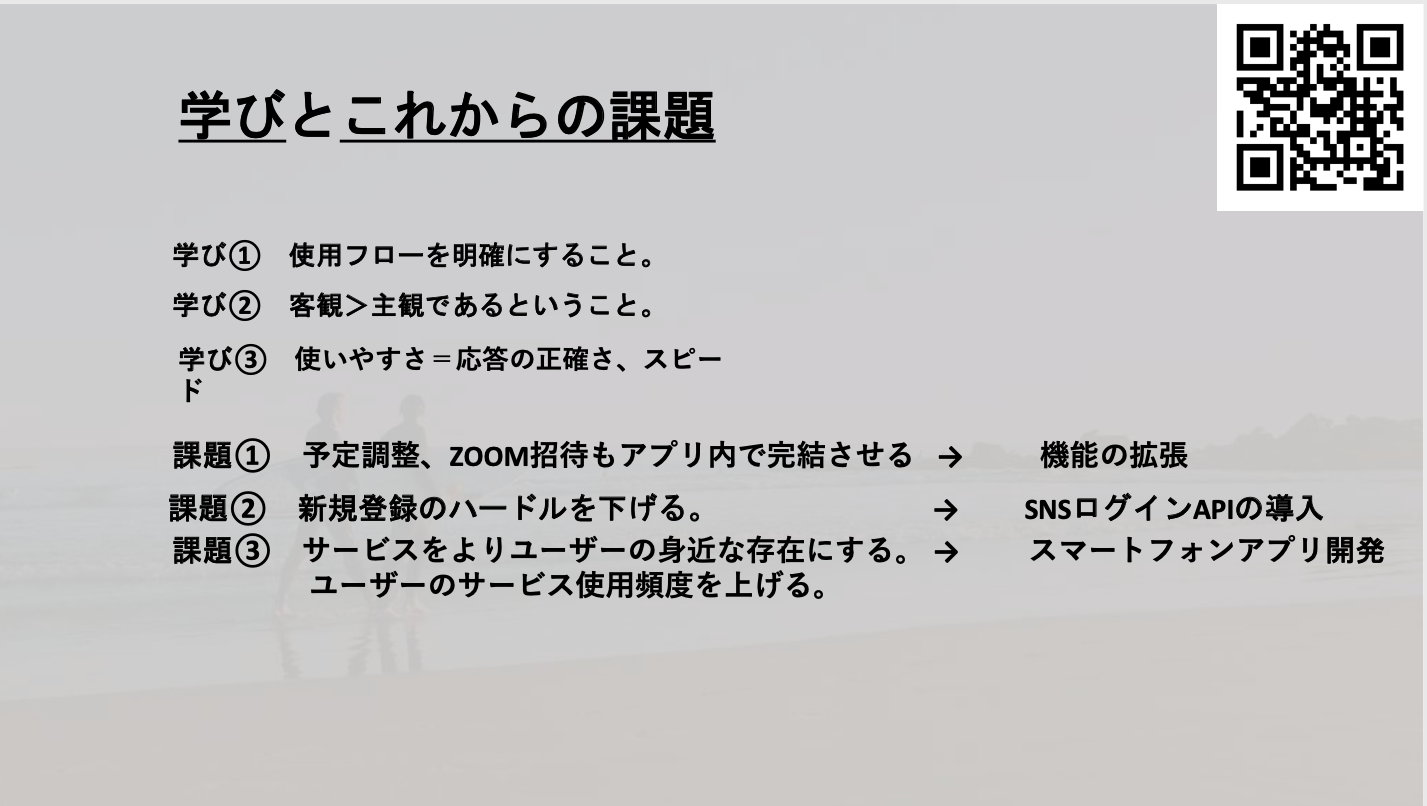 学びとこれからの課題
学び①　使用フローを明確にすること。
学び②　客観＞主観であるということ。
学び③　使いやすさ＝応答の正確さ、スピー
ド
課題①　予定調整、ZOOM招待もアプリ内で完結させる　→　機能の拡張
課題②　新規登録のハードルを下げる。　→　SNSログインAPIの導入
課題③　サービスをよりユーザーの身近な存在にする。　→　スマートフォンアプリ開発
ユーザーのサービス使用頻度を上げる。